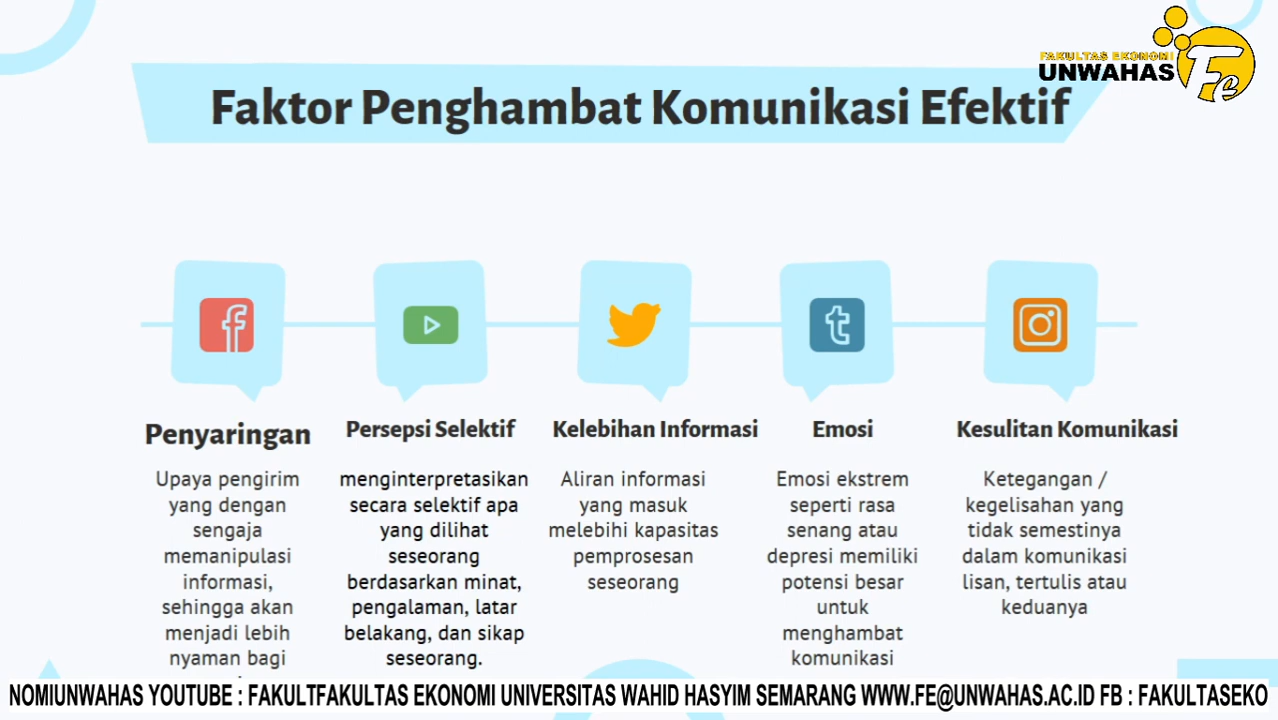 FAKULTAS EKONOMI
UNWAHAS
Fe
Faktor Penghambat Komunikasi Efektif
Penyaringan
Upaya pengirim
yang dengan
sengaja
memanipulasi
informasi,
sehingga akan
menjadi lebih
nyaman bagi
Persepsi Selektif
menginterpretasikan
secara selektif apa
yang dilihat
seseorang
berdasarkan minat,
pengalaman, latar
belakang, dan sikap
seseorang.
Kelebihan Informasi
Aliran informasi
yang masuk
melebihi kapasitas
pemprosesan
seseorang
Emosi
Emosi ekstrem
seperti rasa
senang atau
depresi memiliki
potensi besar
untuk
menghambat
komunikasi
Kesulitan Komunikasi
Ketegangan /
kegelisahan yang
tidak semestinya
dalam komunikasi
lisan, tertulis atau
keduanya
NOMIUNWAHAS YOUTUBE : FAKULTFAKULTAS EKONOMI UNIVERSITAS WAHID HASYIM SEMARANG WWW.FE@UNWAHAS.AC.ID FB : FAKULTASEKO